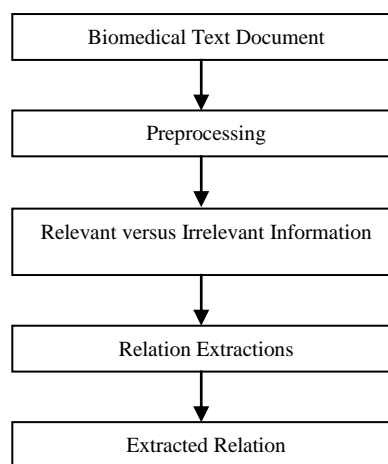 Biomedical Text Document
Preprocessing
Relevant versus Irrelevant Information
Relation Extractions
Extracted Relation